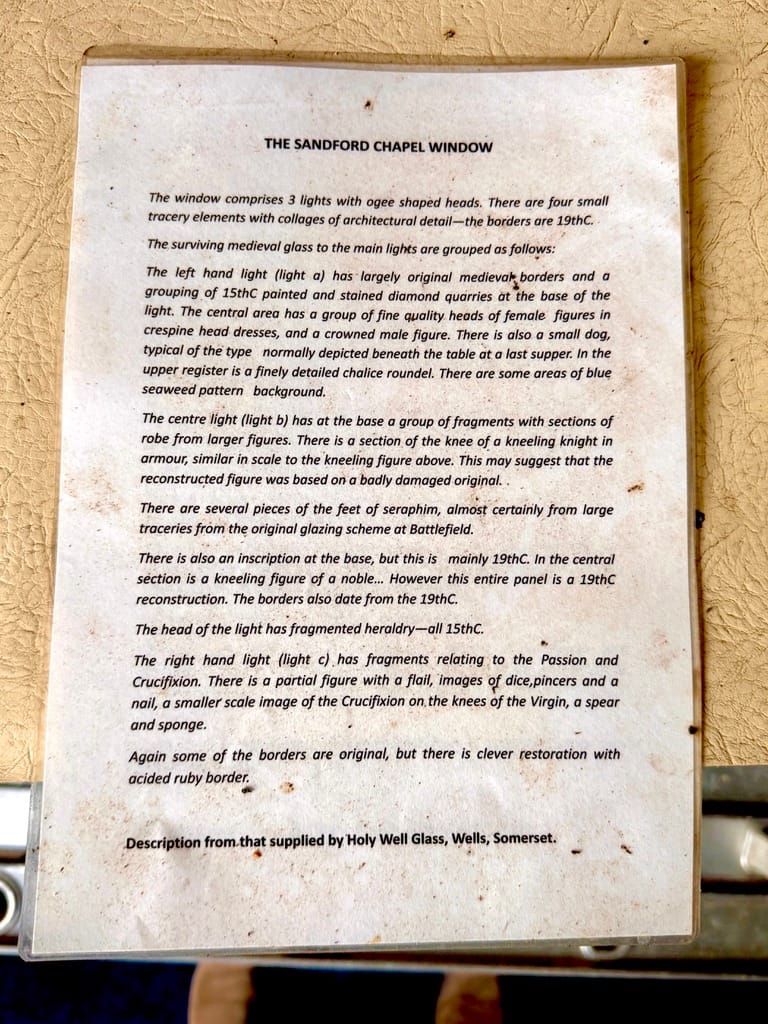 THE SANDFORD CHAPEL WINDOW
The window comprises 3 lights with ogee shaped heads. There are four small
tracery elements with collages of architectural detail—the borders are 19thC.
The surviving medieval glass to the main lights are grouped as follows:
The left hand light (light a) has largely original medieval borders and a
grouping of 15thC painted and stained diamond quarries at the base of the
light. The central area has a group of fine quality heads of female figures in
crespine head dresses, and a crowned male figure. There is also a small dog,
typical of the type normally depicted beneath the table at a last supper. In the
upper register is a finely detailed chalice roundel. There are some areas of blue
seaweed pattern background.
The centre light (light b) has at the base a group of fragments with sections of
robe from larger figures. There is a section of the knee of a kneeling knight in
armour, similar in scale to the kneeling figure above. This may suggest that the
reconstructed figure was based on a badly damaged original. .
There are several pieces of the feet of seraphim, almost certainly from large
traceries from the original glazing scheme at Battlefield.
There is also an inscription at the base, but this is mainly 19thC. In the central
section is a kneeling figure of a noble... However this entire panel is a 19thC
reconstruction. The borders also date from the 19thC.
The head of the light has fragmented heraldry—all 15thC.
The right hand light (light c) has fragments relating to the Passion and
Crucifixion. There is a partial figure with a flail, images of dice,pincers and a
nail, a smaller scale image of the Crucifixion on the knees of the Virgin, a spear
and sponge.
Again some of the borders are original, but there is clever restoration with
acided ruby border.
Description from that supplied by Holy Well Glass, Wells, Somerset.